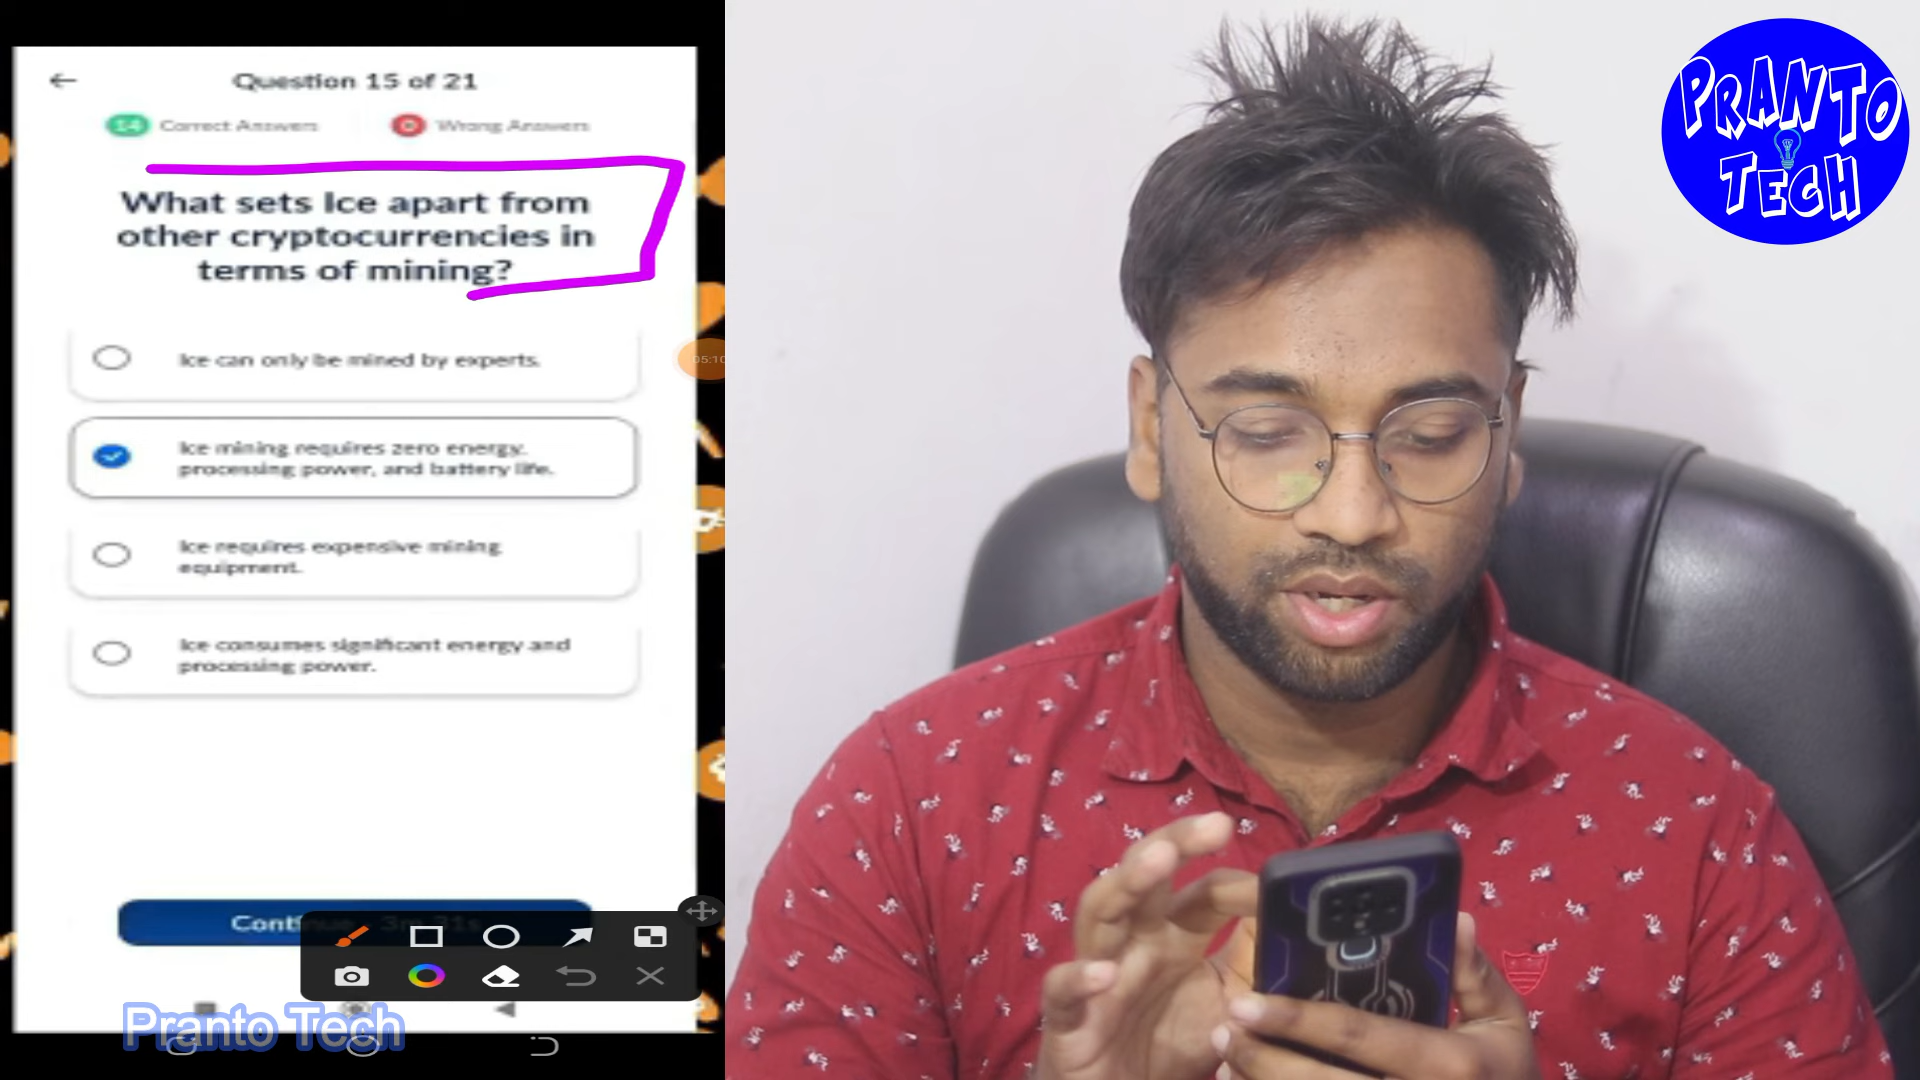 Question 15 of 21
14 Correct Answers
0 Wrong Answers
What sets Ice apart from
other cryptocurrencies in
terms of mining?
Ice can only be mined by experts.
Ice mining requires zero energy,
processing power, and battery life.
Ice requires expensive mining
equipment.
Ice consumes significant energy and
processing power.
05:10
Pranto Tech
PRANTO
TECH